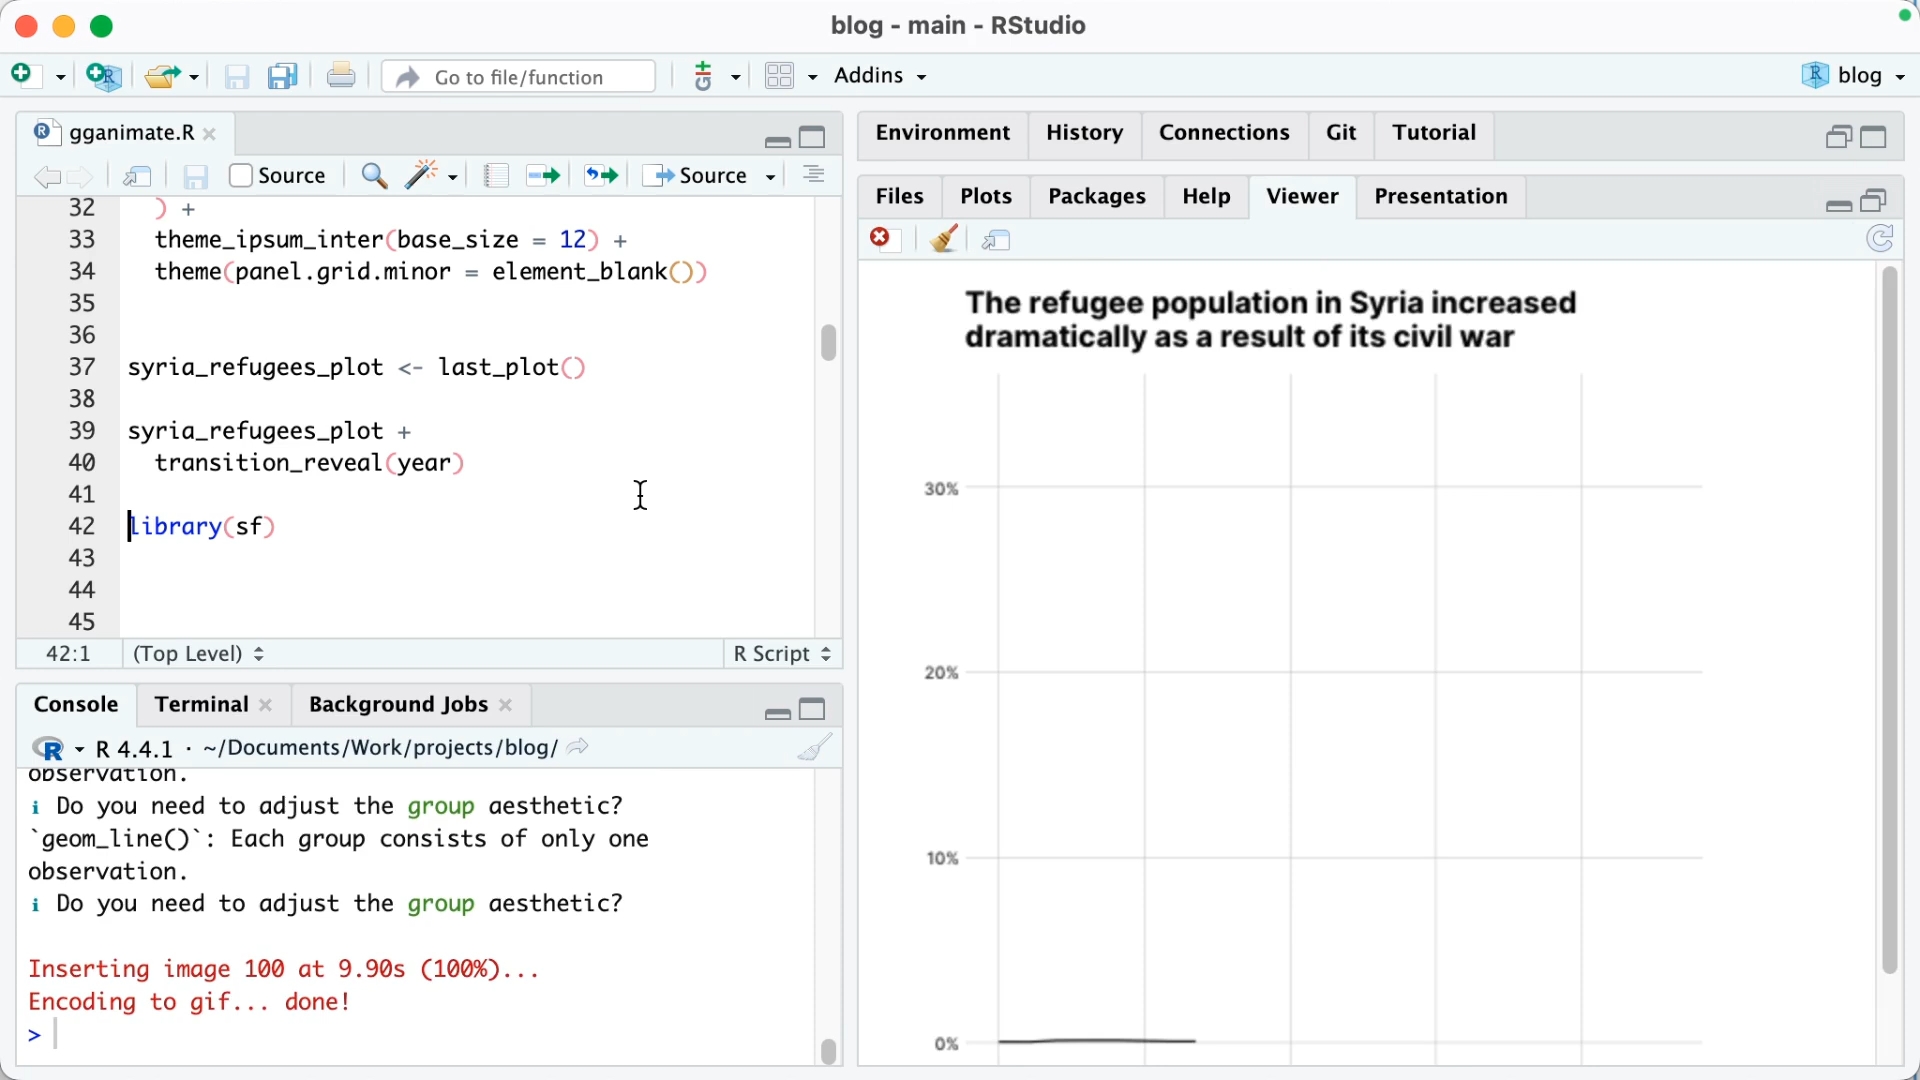 blog - main - RStudio
Go to file/function
Addins
blog
gganimate.R
Source
Source
32 ) +
33 theme_ipsum_inter(base_size = 12) +
34 theme(panel.grid.minor = element_blank())
35
36
37 syria_refugees_plot <- last_plot()
38
39 syria_refugees_plot +
40 transition_reveal(year)
41
42 library(sf)
43
44
45
42:1 (Top Level) R Script
Console Terminal Background Jobs
R 4.4.1 · ~/Documents/Work/projects/blog/
observation.
i Do you need to adjust the group aesthetic?
`geom_line()`: Each group consists of only one
observation.
i Do you need to adjust the group aesthetic?
Inserting image 100 at 9.90s (100%)...
Encoding to gif... done!
>
Environment History Connections Git Tutorial
Files Plots Packages Help Viewer Presentation
The refugee population in Syria increased
dramatically as a result of its civil war
30%
20%
10%
0%